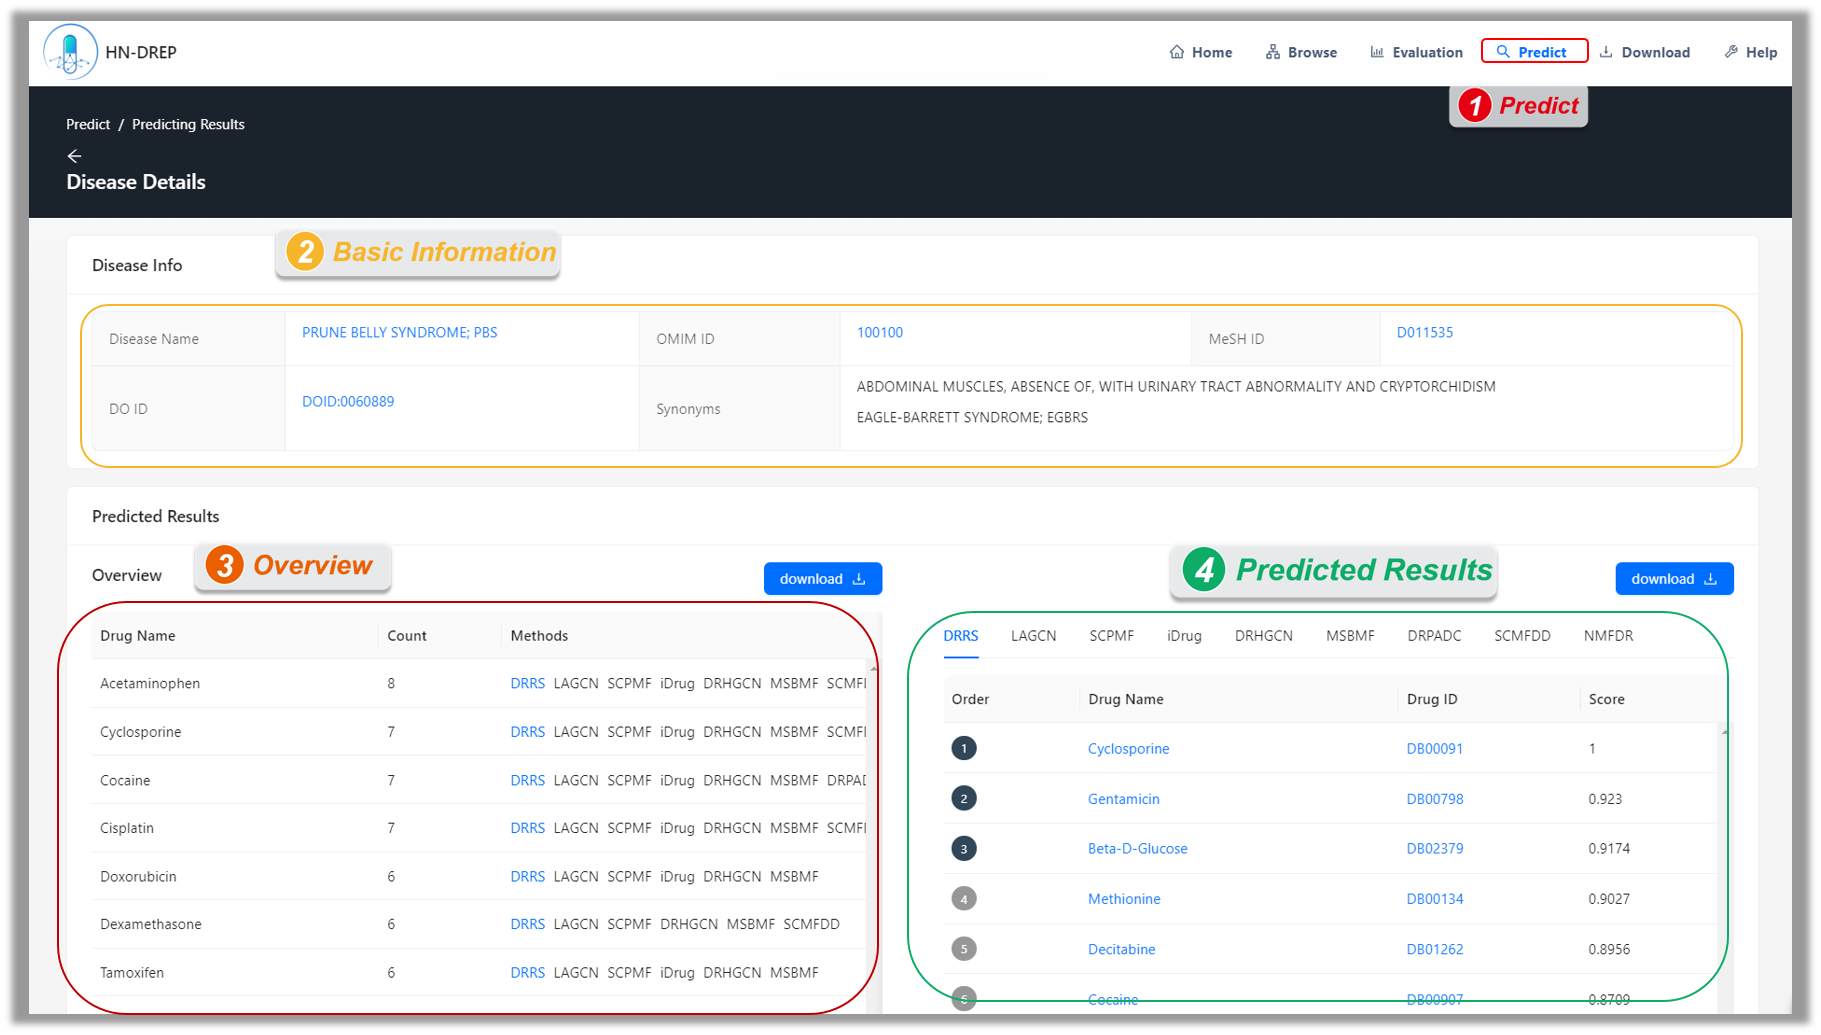 HN-DREP
Home Browse Evaluation Predict Download Help
1 Predict
Predict / Predicting Results
Disease Details
Disease Info
2 Basic Information
Disease Name PRUNE BELLY SYNDROME; PBS OMIM ID 100100 MeSH ID D011535
DO ID DOID:0060889 Synonyms ABDOMINAL MUSCLES, ABSENCE OF, WITH URINARY TRACT ABNORMALITY AND CRYPTORCHIDISM
EAGLE-BARRETT SYNDROME; EGBRS
Predicted Results
Overview
3 Overview
download
Drug Name Count Methods
Acetaminophen 8 DRRS LAGCN SCPMF iDrug DRHGCN MSBMF
Cyclosporine 7 DRRS LAGCN SCPMF iDrug DRHGCN MSBMF
Cocaine 7 DRRS LAGCN SCPMF iDrug DRHGCN MSBMF
Cisplatin 7 DRRS LAGCN SCPMF iDrug DRHGCN MSBMF
Doxorubicin 6 DRRS LAGCN SCPMF iDrug DRHGCN MSBMF
Dexamethasone 6 DRRS LAGCN SCPMF DRHGCN MSBMF SCMFDD
Tamoxifen 6 DRRS LAGCN SCPMF iDrug DRHGCN MSBMF
4 Predicted Results
download
DRRS LAGCN SCPMF iDrug DRHGCN MSBMF DRPADC SCMFDD NMFDR
Order Drug Name Drug ID Score
1 Cyclosporine DB00091 1
2 Gentamicin DB00798 0.923
3 Beta-D-Glucose DB02379 0.9174
4 Methionine DB00134 0.9027
5 Decitabine DB01262 0.8956
6 Cocaine DB00907 0.8709